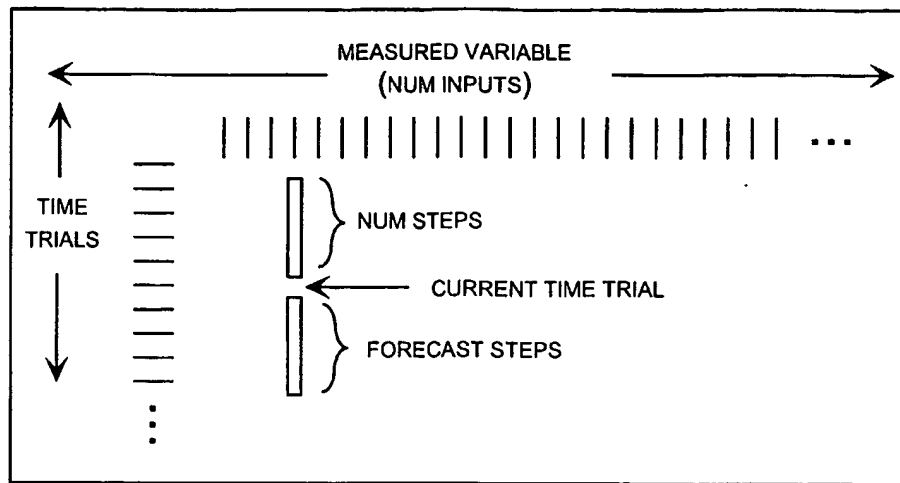 MEASURED VARIABLE
(NUM INPUTS)
...
TIME
TRIALS
NUM STEPS
CURRENT TIME TRIAL
FORECAST STEPS